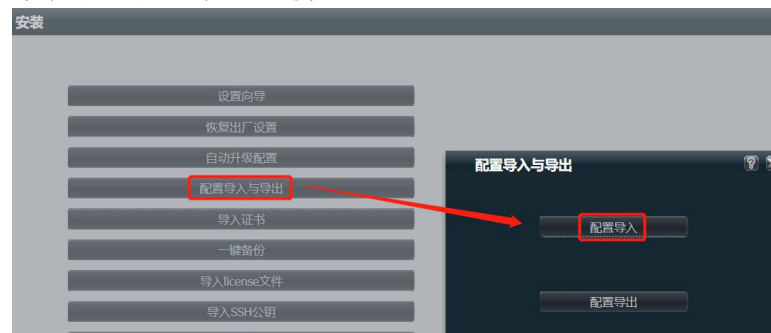 安装
设置向导
恢复出厂设置
自动升级配置
配置导入与导出
导入证书
一键备份
导入license文件
导入SSH公钥
配置导入与导出
?
配置导入
配置导出